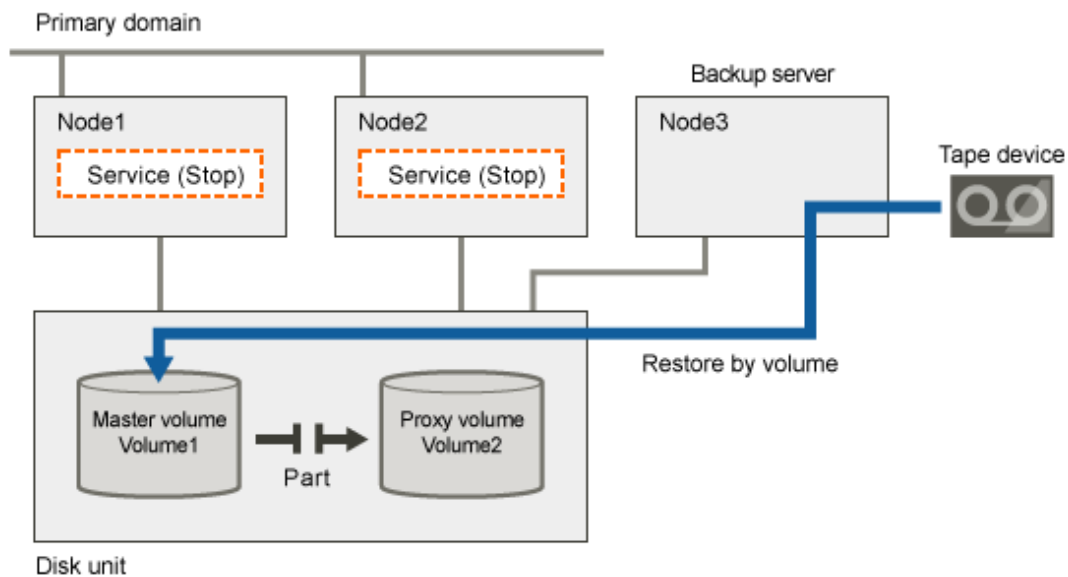 Primary domain
Backup server
Node1
Node2
Node3
Service (Stop)
Service (Stop)
Tape device
Restore by volume
Master volume
Volume1
Proxy volume
Volume2
Part
Disk unit